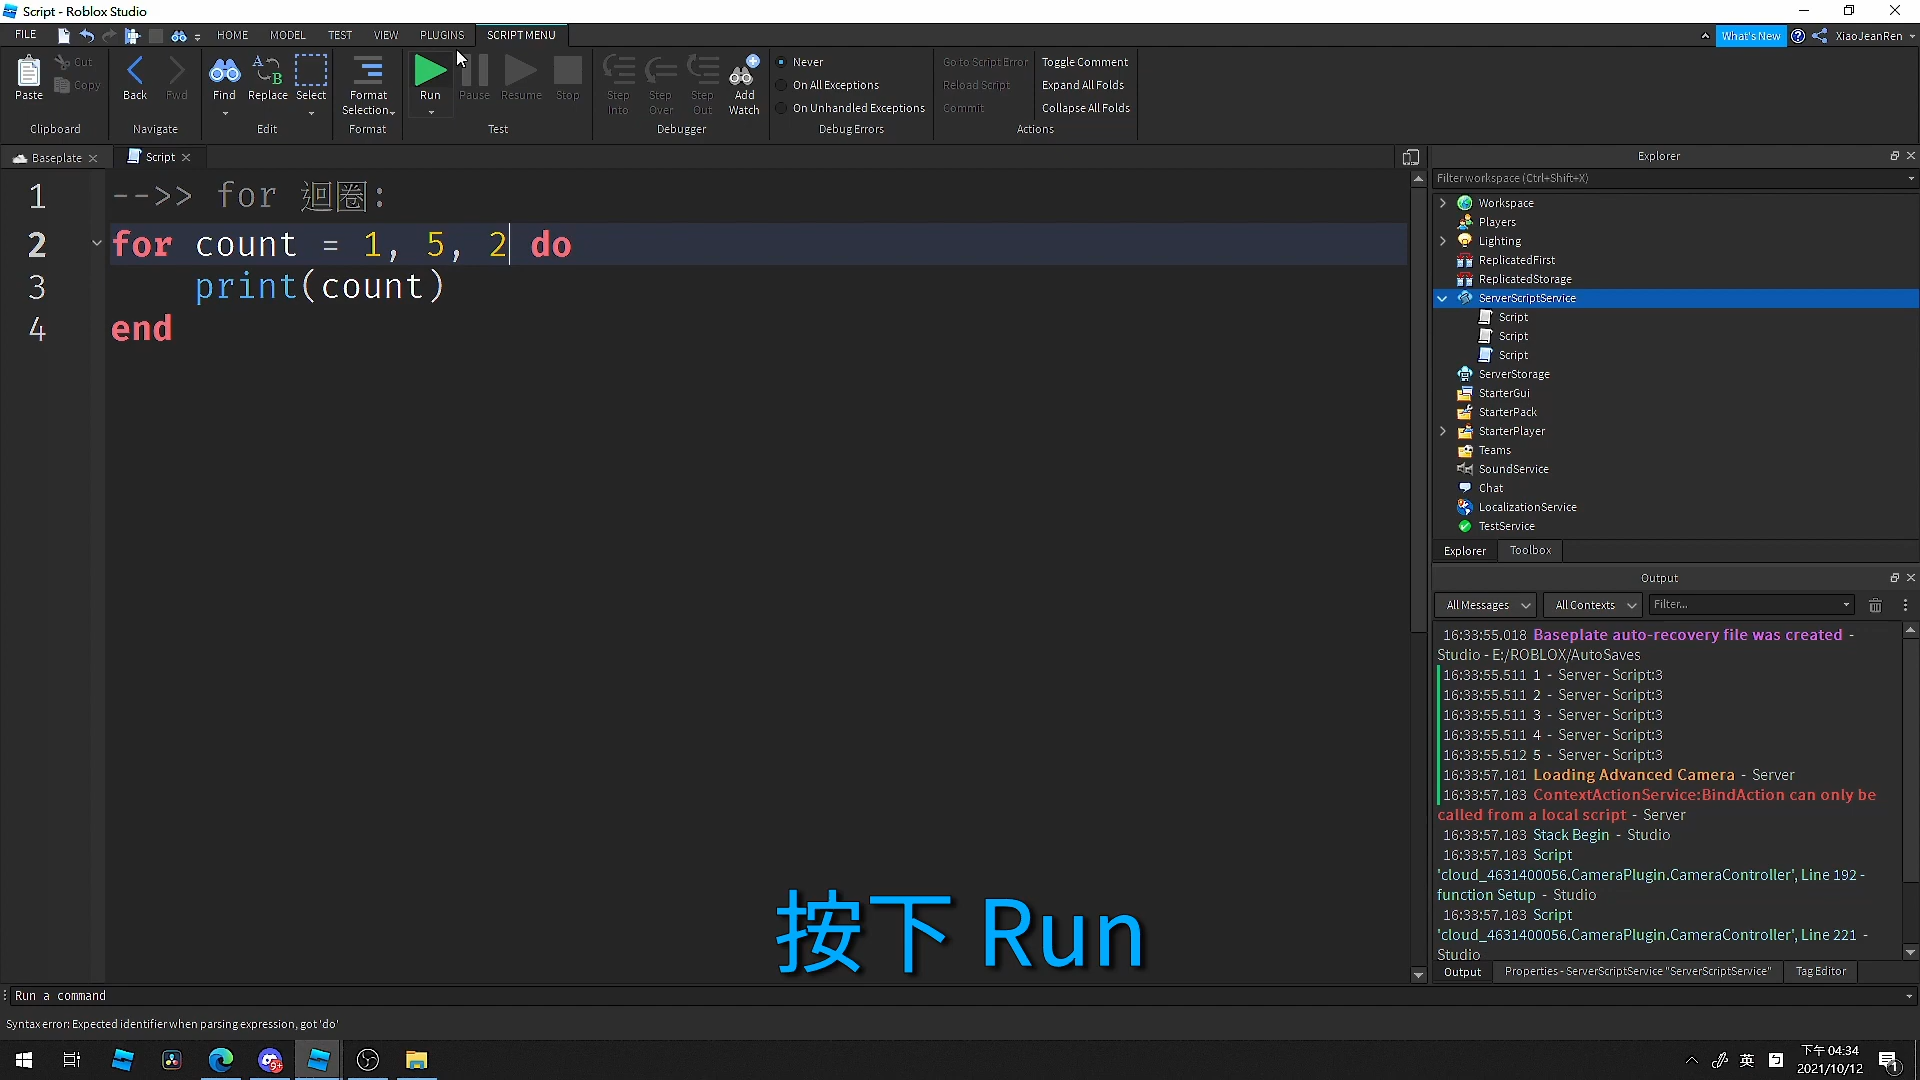 Script - Roblox Studio
FILE HOME MODEL TEST VIEW PLUGINS SCRIPT MENU What's New XiaoJeanRen
Paste Cut Copy Back Fwd Find Replace Select Format Selection Run Pause Resume Stop Step Into Step Over Step Out Add Watch
Never
On All Exceptions
On Unhandled Exceptions
Go to Script Error
Reload Script
Commit
Toggle Comment
Expand All Folds
Collapse All Folds
Clipboard Navigate Edit Format Test Debugger Debug Errors Actions
Baseplate Script
1 -->> for 迴圈:
2 for count = 1, 5, 2 do
3 print(count)
4 end
Explorer
Filter workspace (Ctrl+Shift+X)
Workspace
Players
Lighting
ReplicatedFirst
ReplicatedStorage
ServerScriptService
Script
Script
Script
ServerStorage
StarterGui
StarterPack
StarterPlayer
Teams
SoundService
Chat
LocalizationService
TestService
Explorer Toolbox
Output
All Messages All Contexts Filter...
16:33:55.018 Baseplate auto-recovery file was created -
Studio - E:/ROBLOX/AutoSaves
16:33:55.511 1 - Server - Script:3
16:33:55.511 2 - Server - Script:3
16:33:55.511 3 - Server - Script:3
16:33:55.511 4 - Server - Script:3
16:33:55.512 5 - Server - Script:3
16:33:57.181 Loading Advanced Camera - Server
16:33:57.183 ContextActionService:BindAction can only be
called from a local script - Server
16:33:57.183 Stack Begin - Studio
16:33:57.183 Script
'cloud_4631400056.CameraPlugin.CameraController', Line 192 -
function Setup - Studio
16:33:57.183 Script
'cloud_4631400056.CameraPlugin.CameraController', Line 221 -
Studio
Output Properties - ServerScriptService "ServerScriptService" Tag Editor
按下 Run
Run a command
Syntax error: Expected identifier when parsing expression, got 'do'
9+
英
下午 04:34
2021/10/12
1